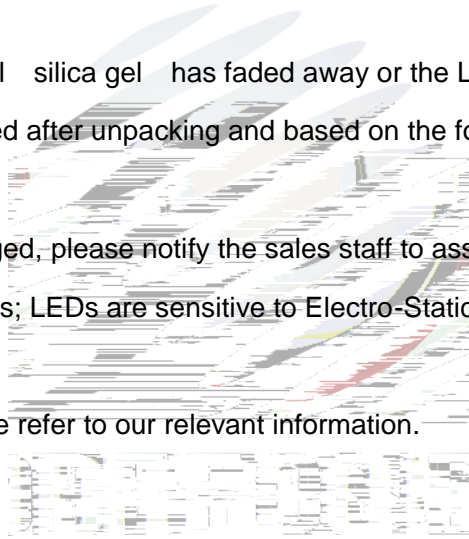 l silica gel has faded away or the L
ed after unpacking and based on the fo
ged, please notify the sales staff to ass
s; LEDs are sensitive to Electro-Static
e refer to our relevant information.